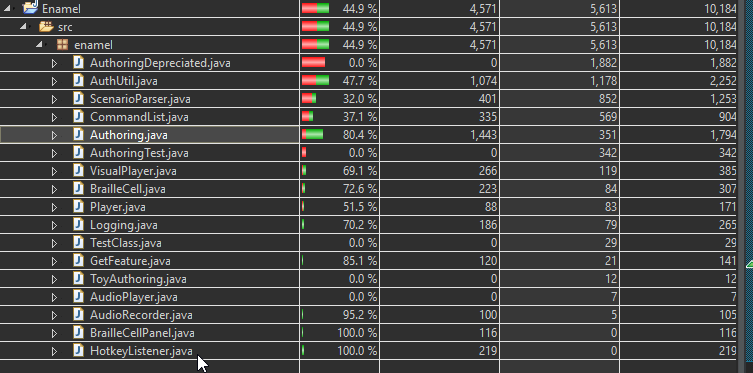 Enamel 44.9 % 4,571 5,613 10,184
src 44.9 % 4,571 5,613 10,184
enamel 44.9 % 4,571 5,613 10,184
AuthoringDepreciated.java 0.0 % 0 1,882 1,882
AuthUtil.java 47.7 % 1,074 1,178 2,252
ScenarioParser.java 32.0 % 401 852 1,253
CommandList.java 37.1 % 335 569 904
Authoring.java 80.4 % 1,443 351 1,794
AuthoringTest.java 0.0 % 0 342 342
VisualPlayer.java 69.1 % 266 119 385
BrailleCell.java 72.6 % 223 84 307
Player.java 51.5 % 88 83 171
Logging.java 70.2 % 186 79 265
TestClass.java 0.0 % 0 29 29
GetFeature.java 85.1 % 120 21 141
ToyAuthoring.java 0.0 % 0 12 12
AudioPlayer.java 0.0 % 0 7 7
AudioRecorder.java 95.2 % 100 5 105
BrailleCellPanel.java 100.0 % 116 0 116
HotkeyListener.java 100.0 % 219 0 219